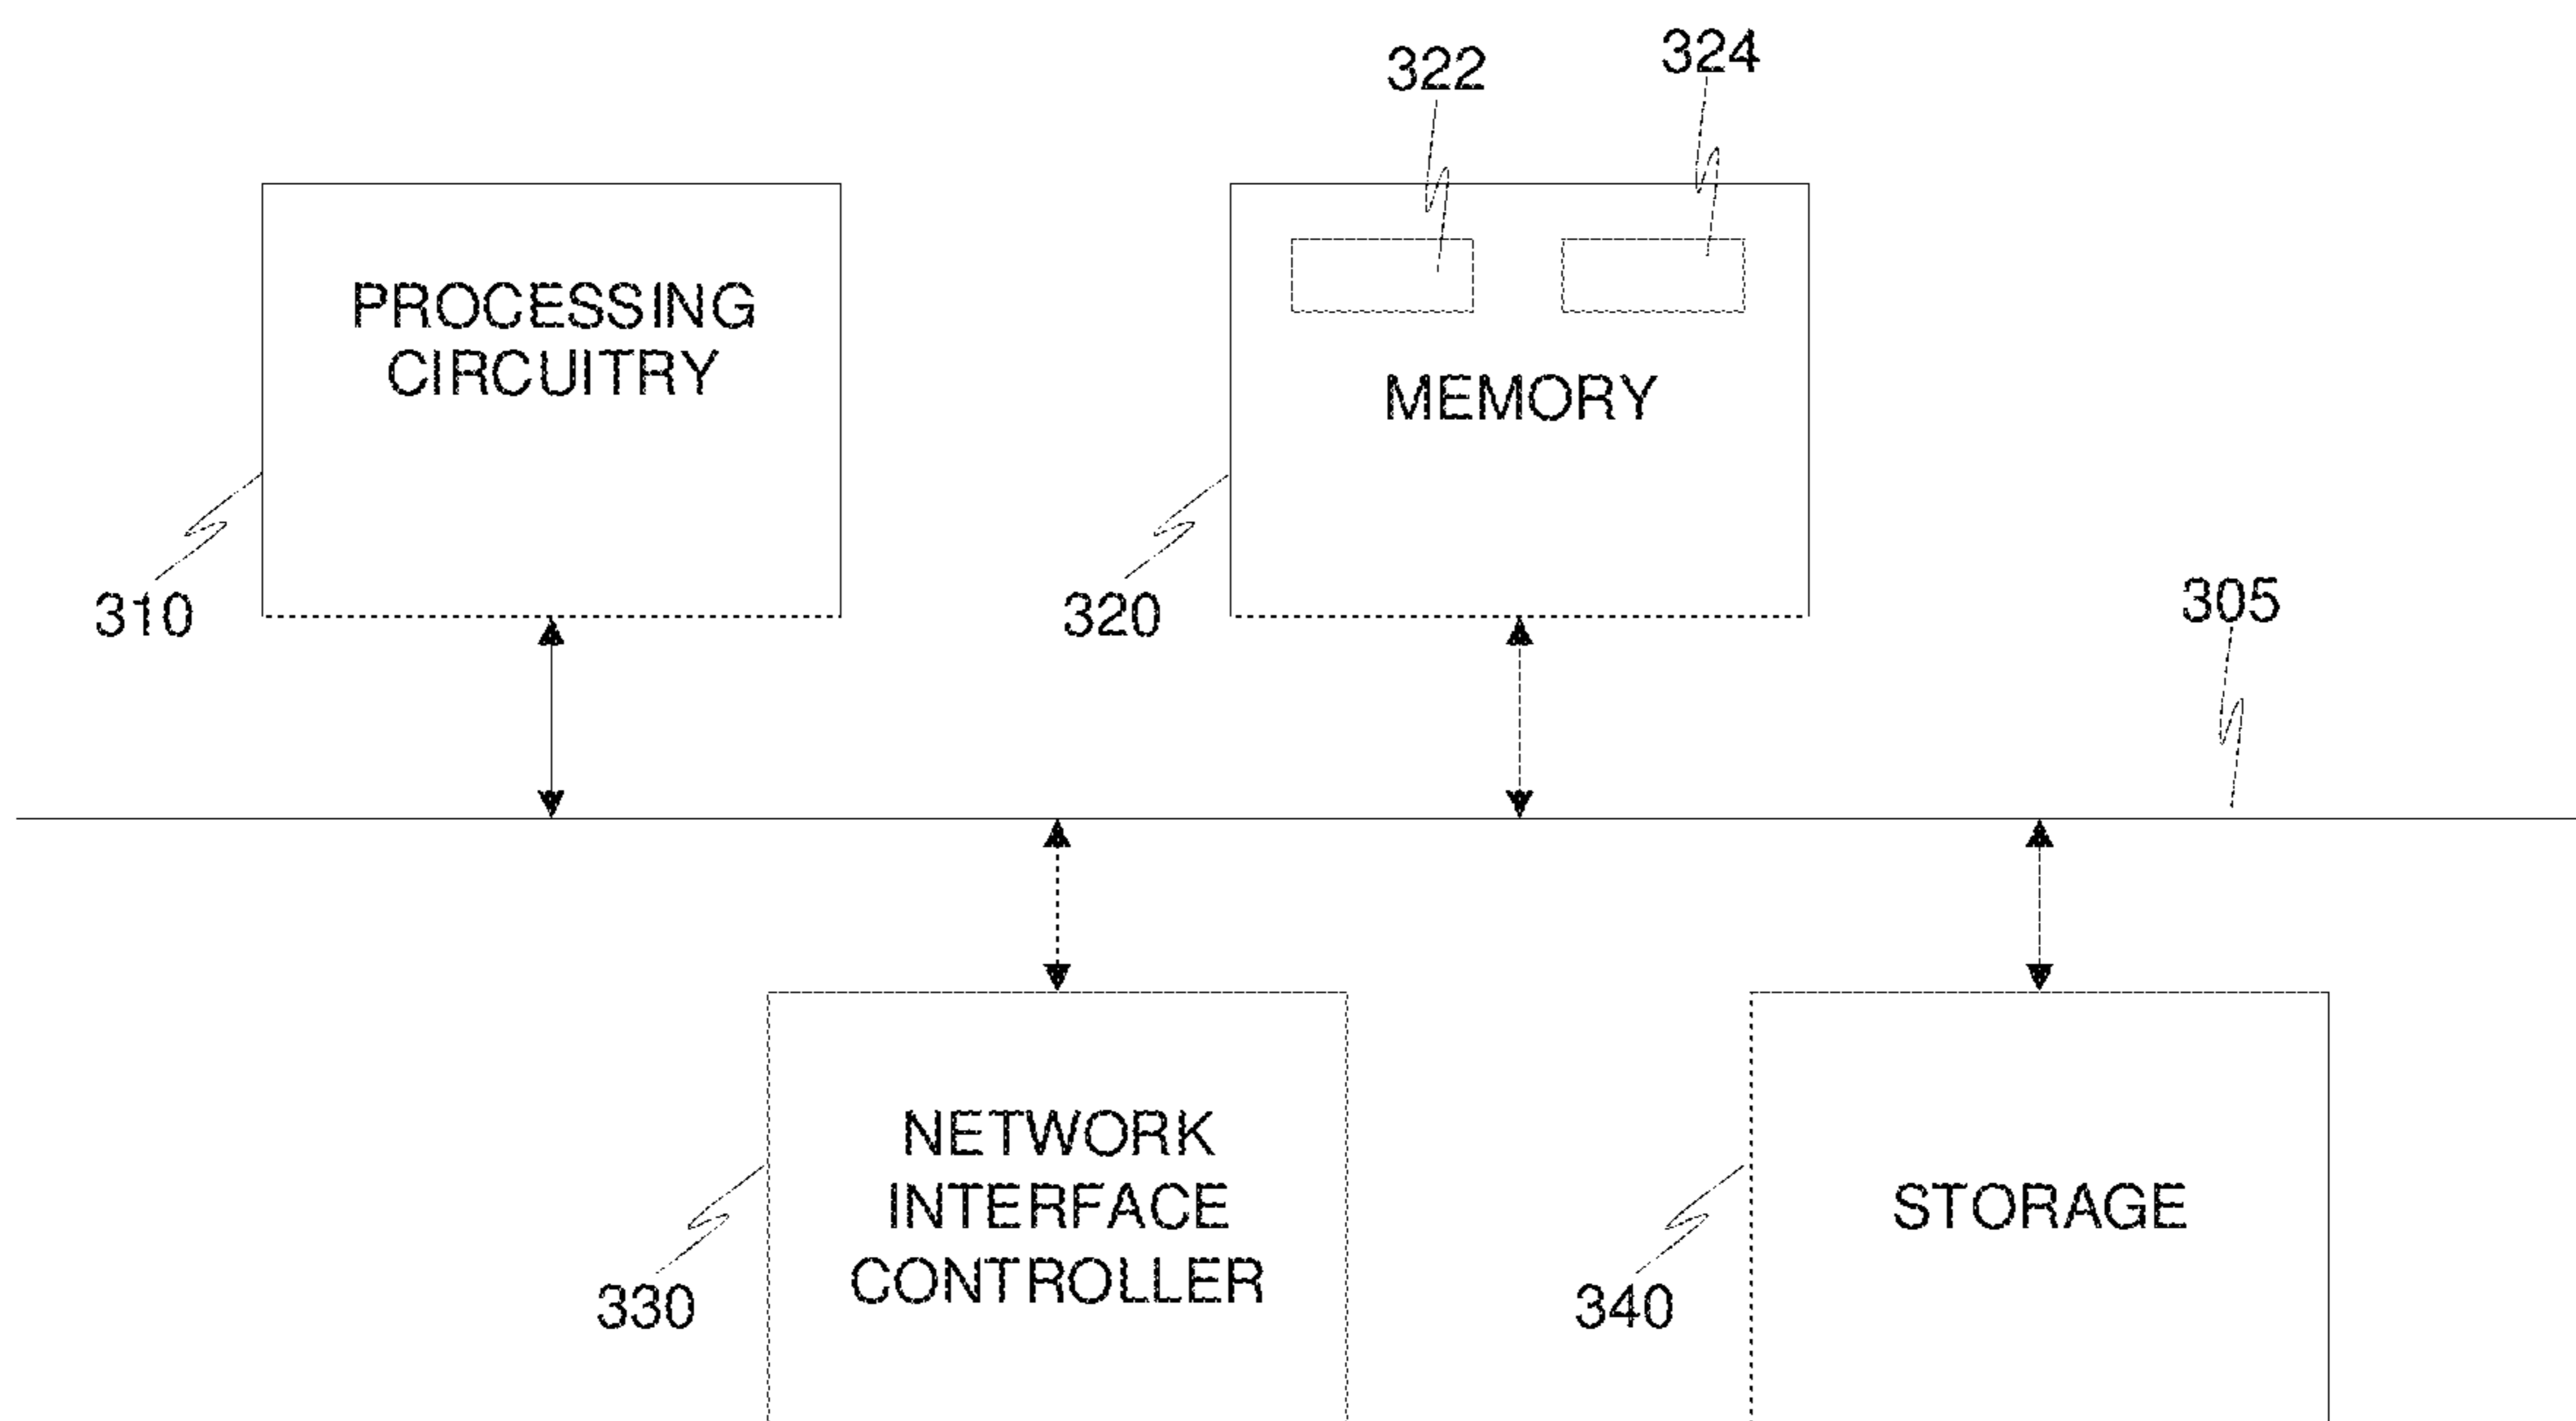 322
324
PROCESSING
CIRCUITRY
MEMORY
310
320
305
NETWORK
INTERFACE
CONTROLLER
STORAGE
330
340